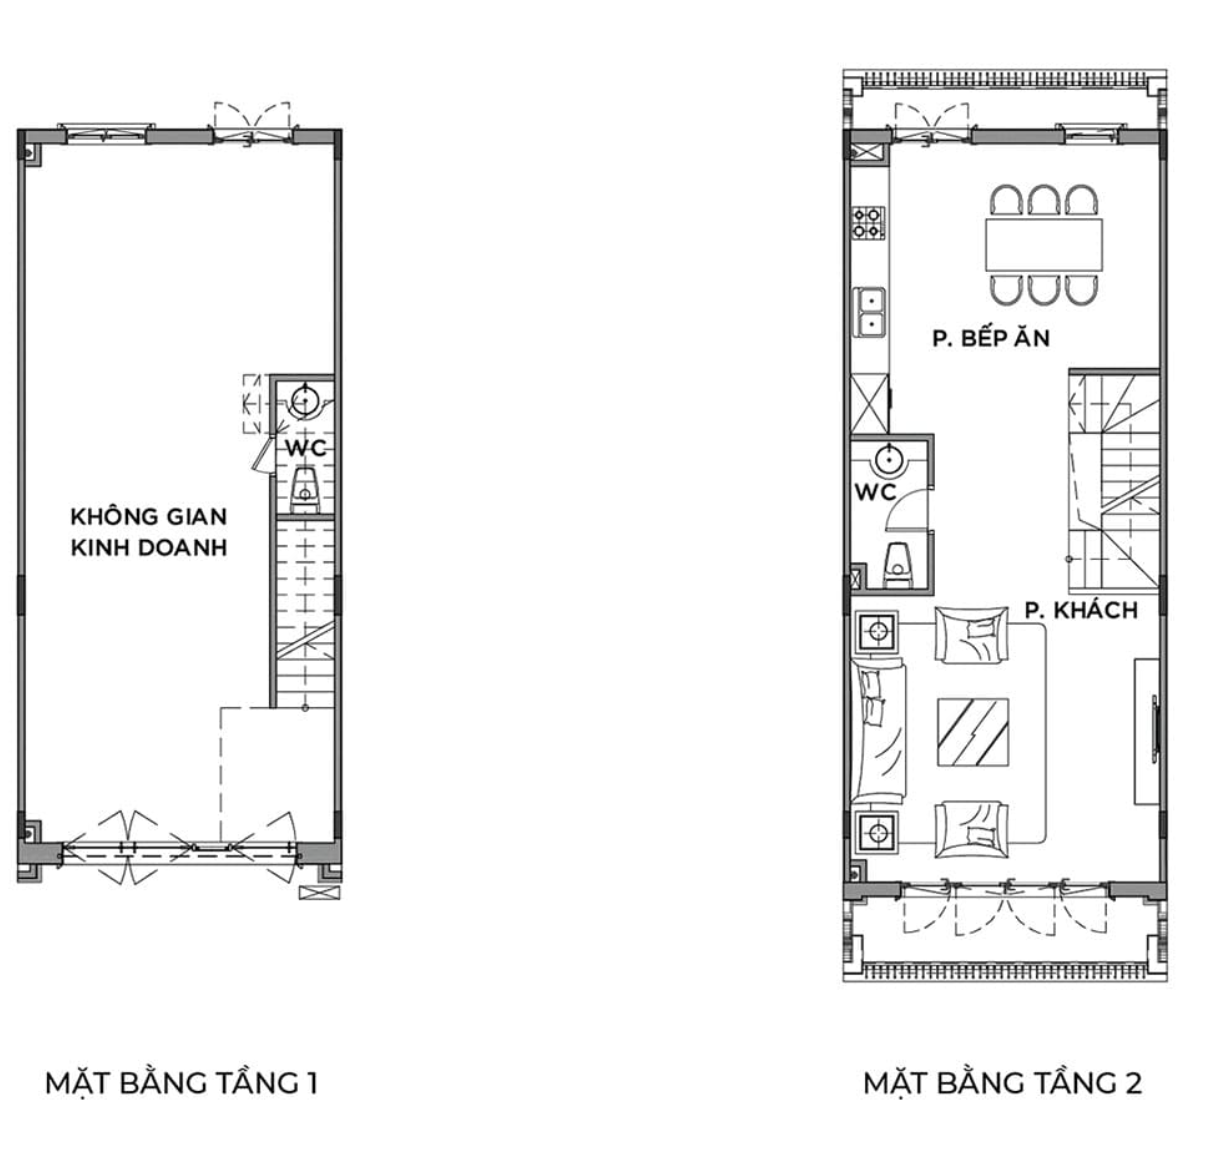 WC
KHÔNG GIAN
KINH DOANH
MẶT BẰNG TẦNG 1
P. BẾP ĂN
WC
P. KHÁCH
MẶT BẰNG TẦNG 2